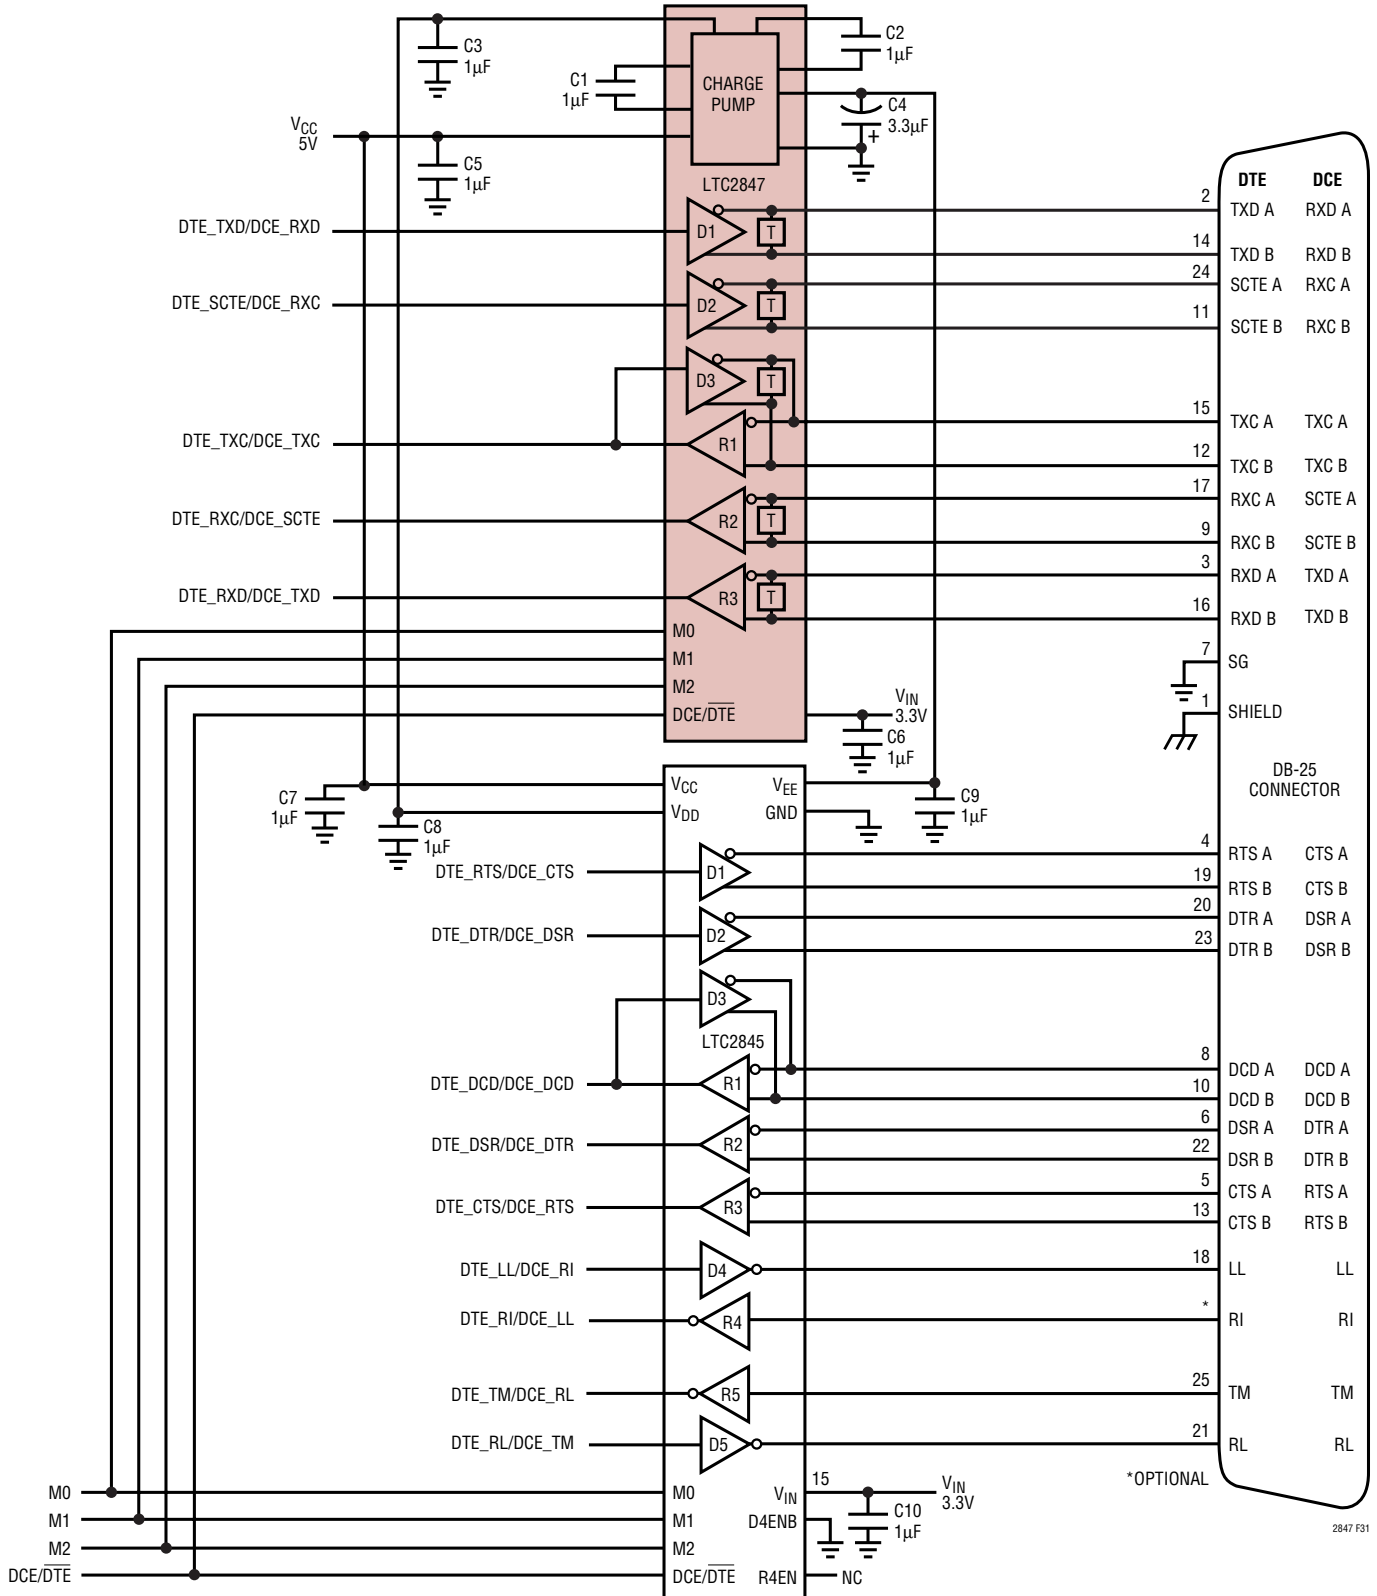 C3
1µF
C2
1µF
C1
1µF
CHARGE
PUMP
C4
3.3µF
+
VCC
5V
C5
1µF
LTC2847
DTE DCE
DTE_TXD/DCE_RXD
D1
T
2
TXD A RXD A
14
TXD B RXD B
DTE_SCTE/DCE_RXC
D2
T
24
SCTE A RXC A
11
SCTE B RXC B
D3
T
DTE_TXC/DCE_TXC
R1
15
TXC A TXC A
12
TXC B TXC B
DTE_RXC/DCE_SCTE
R2
T
17
RXC A SCTE A
9
RXC B SCTE B
DTE_RXD/DCE_TXD
R3
T
3
RXD A TXD A
16
RXD B TXD B
M0
M1
M2
DCE/DTE
7
SG
1
SHIELD
VIN
3.3V
C6
1µF
DB-25
CONNECTOR
C7
1µF
C8
1µF
VCC
VDD
VEE
GND
C9
1µF
DTE_RTS/DCE_CTS
D1
4
RTS A CTS A
19
RTS B CTS B
DTE_DTR/DCE_DSR
D2
20
DTR A DSR A
23
DTR B DSR B
D3
LTC2845
DTE_DCD/DCE_DCD
R1
8
DCD A DCD A
10
DCD B DCD B
DTE_DSR/DCE_DTR
R2
6
DSR A DTR A
22
DSR B DTR B
DTE_CTS/DCE_RTS
R3
5
CTS A RTS A
13
CTS B RTS B
DTE_LL/DCE_RI
D4
18
LL LL
DTE_RI/DCE_LL
R4
*
RI RI
DTE_TM/DCE_RL
R5
25
TM TM
DTE_RL/DCE_TM
D5
21
RL RL
*OPTIONAL
M0
M1
M2
DCE/DTE
M0
M1
M2
DCE/DTE
15
VIN
D4ENB
R4EN
NC
VIN
3.3V
C10
1µF
2847 F31